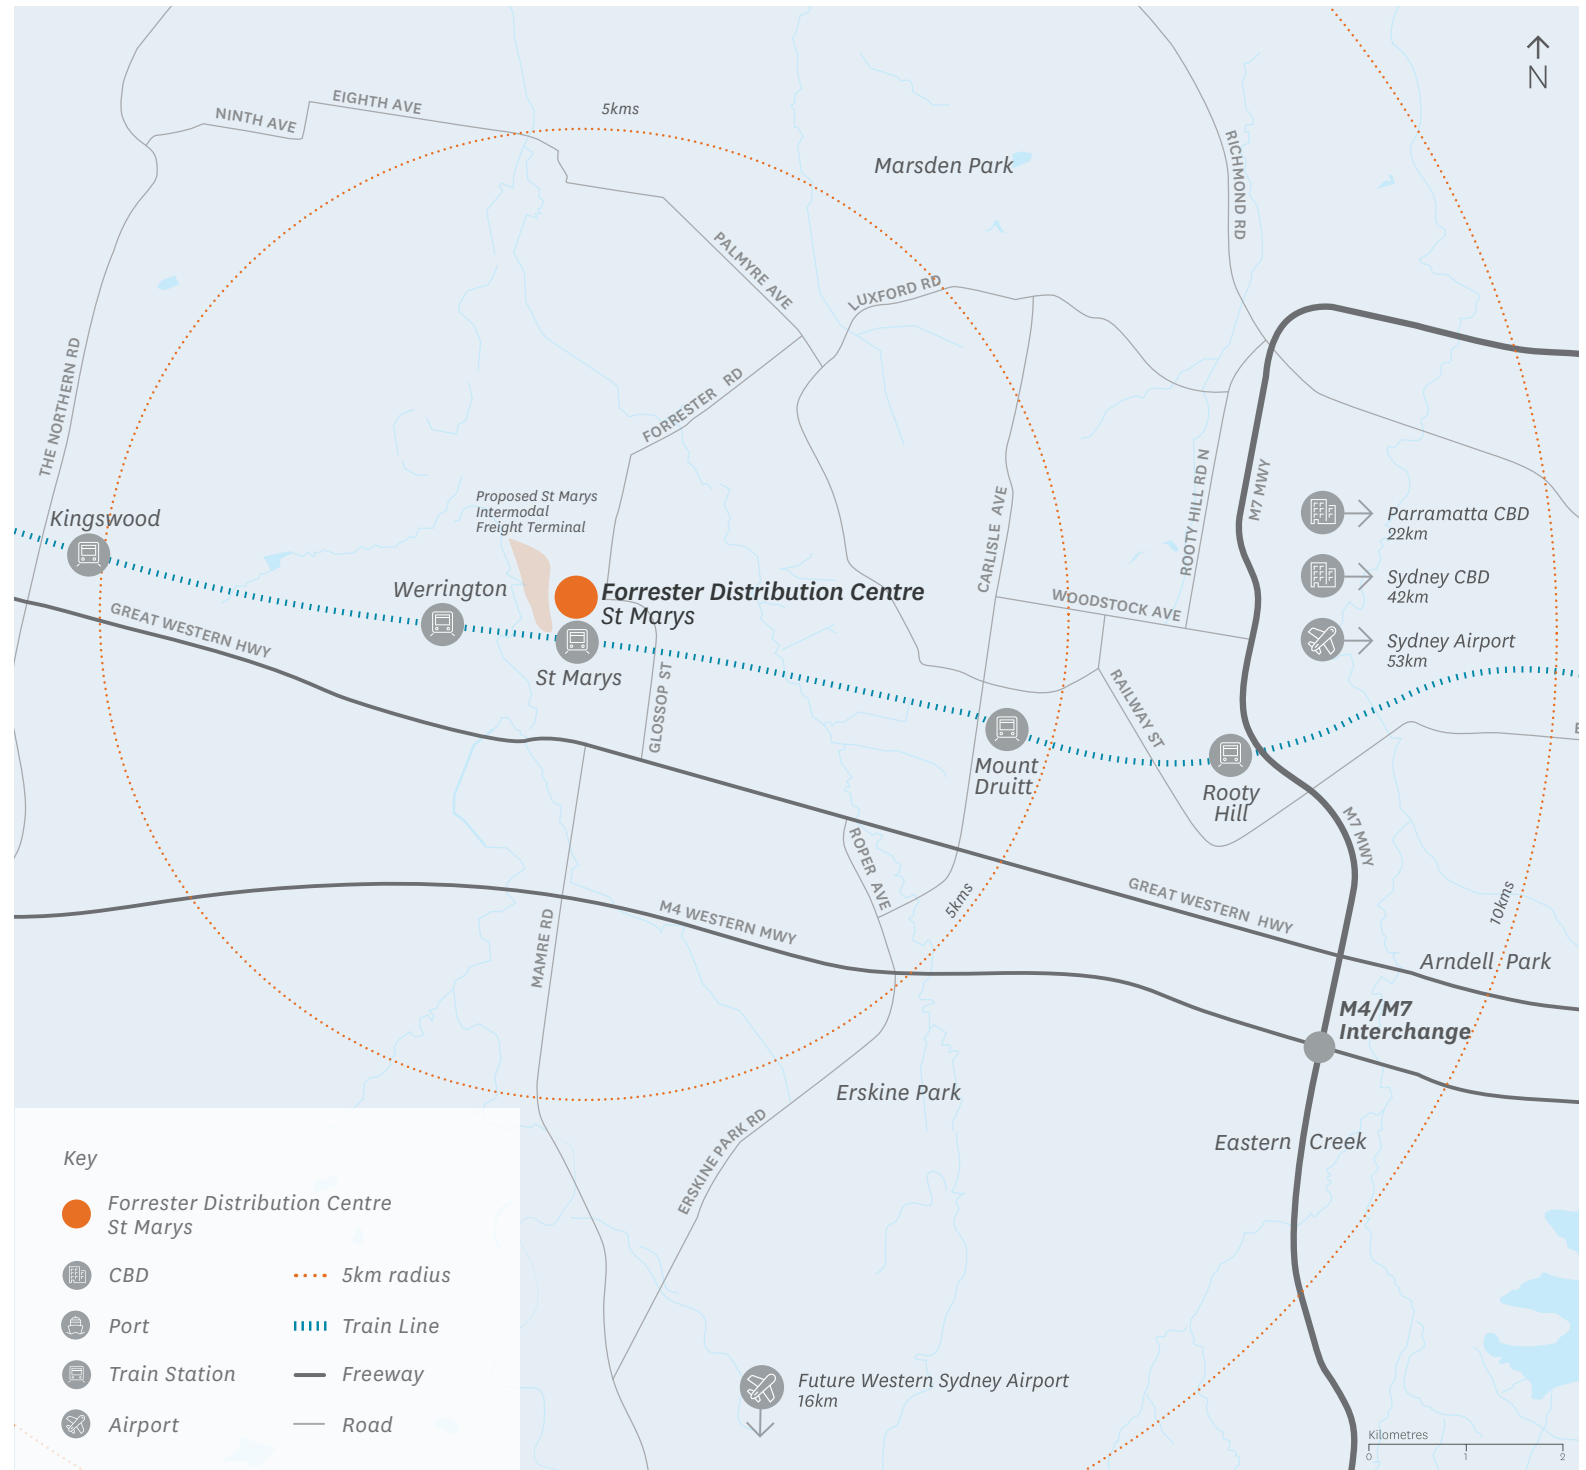 N
5kms
EIGHTH AVE
NINTH AVE
Marsden Park
RICHMOND RD
PALMYRE AVE
LUXFORD RD
THE NORTHERN RD
FORRESTER RD
ROOTY HILL RD N
M7 MWY
CARLISLE AVE
Proposed St Marys
Intermodal
Freight Terminal
Kingswood
Parramatta CBD
22km
Sydney CBD
42km
Sydney Airport
53km
Werrington
Forrester Distribution Centre
St Marys
WOODSTOCK AVE
GREAT WESTERN HWY
St Marys
GLOSSOP ST
RAILWAY ST
Mount
Druitt
Rooty
Hill
M7 MWY
ROPER AVE
5kms
GREAT WESTERN HWY
10kms
M4 WESTERN MWY
MAMRE RD
Arndell Park
M4/M7
Interchange
Erskine Park
ERSKINE PARK RD
Eastern Creek
Key
Forrester Distribution Centre
St Marys
CBD
5km radius
Port
Train Line
Train Station
Freeway
Airport
Road
Future Western Sydney Airport
16km
Kilometres
0 1 2